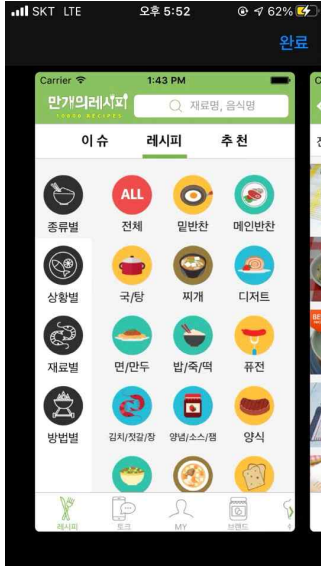 SKT LTE 오후 5:52 62%
완료
Carrier 1:43 PM
만개의레시피 재료명, 음식명
10000 RECIPES
이슈 레시피 추천
종류별 ALL 전체 밑반찬 메인반찬
상황별 국/탕 찌개 디저트
재료별 면/만두 밥/죽/떡 퓨전
방법별 김치/젓갈/장 양념/소스/잼 양식
레시피 토크 MY 브랜드